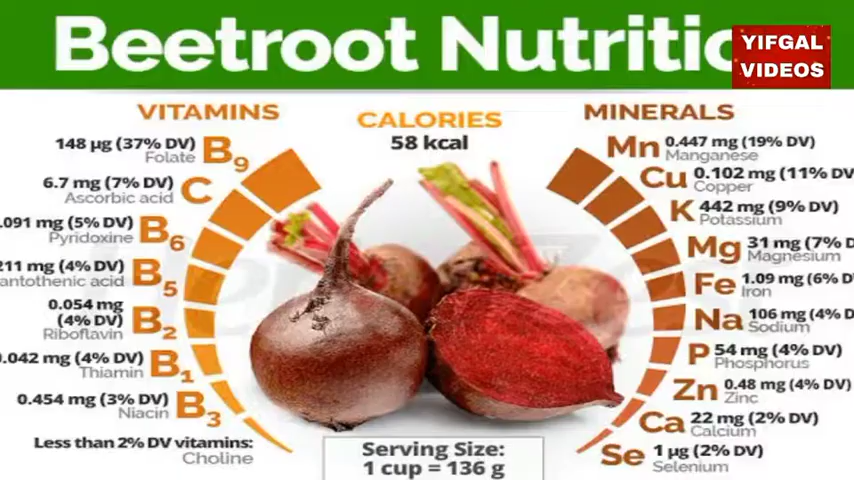 Beetroot Nutritio
YIFGAL
VIDEOS
VITAMINS
148 µg (37% DV)
Folate
B9
6.7 mg (7% DV)
Ascorbic acid
C
.091 mg (5% DV)
Pyridoxine
B6
211 mg (4% DV)
antothenic acid
B5
0.054 mg
(4% DV)
Riboflavin
B2
0.042 mg (4% DV)
Thiamin
B1
0.454 mg (3% DV)
Niacin
B3
Less than 2% DV vitamins:
Choline
CALORIES
58 kcal
Serving Size:
1 cup = 136 g
MINERALS
Mn 0.447 mg (19% DV)
Manganese
Cu 0.102 mg (11% DV
Copper
K 442 mg (9% DV)
Potassium
Mg 31 mg (7% D
Magnesium
Fe 1.09 mg (6% DV
Iron
Na 106 mg (4% D
Sodium
P 54 mg (4% DV)
Phosphorus
Zn 0.48 mg (4% DV
Zinc
Ca 22 mg (2% DV)
Calcium
Se 1 µg (2% DV)
Selenium